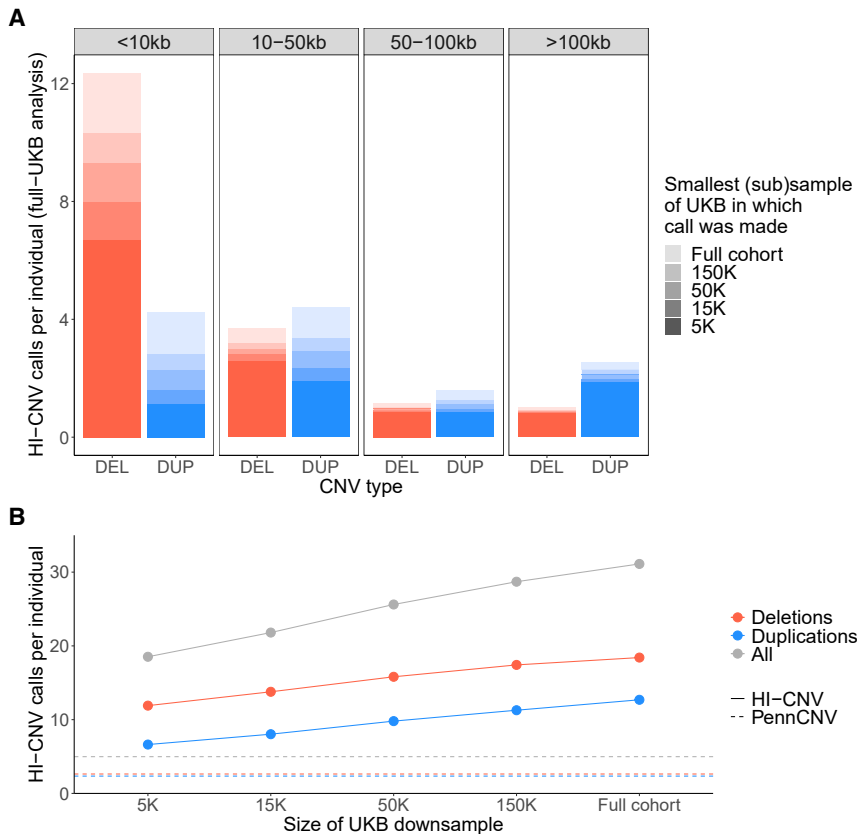 A
<10kb
10−50kb
50−100kb
>100kb
HI−CNV calls per indvidual (full−UKB analysis)
12
8
4
0
DEL
DUP
DEL
DUP
DEL
DUP
DEL
DUP
CNV type
Smallest (sub)sample
of UKB in which
call was made
Full cohort
150K
50K
15K
5K
B
HI−CNV calls per individual
30
20
10
0
5K
15K
50K
150K
Full cohort
Size of UKB downsample
Deletions
Duplications
All
HI−CNV
PennCNV